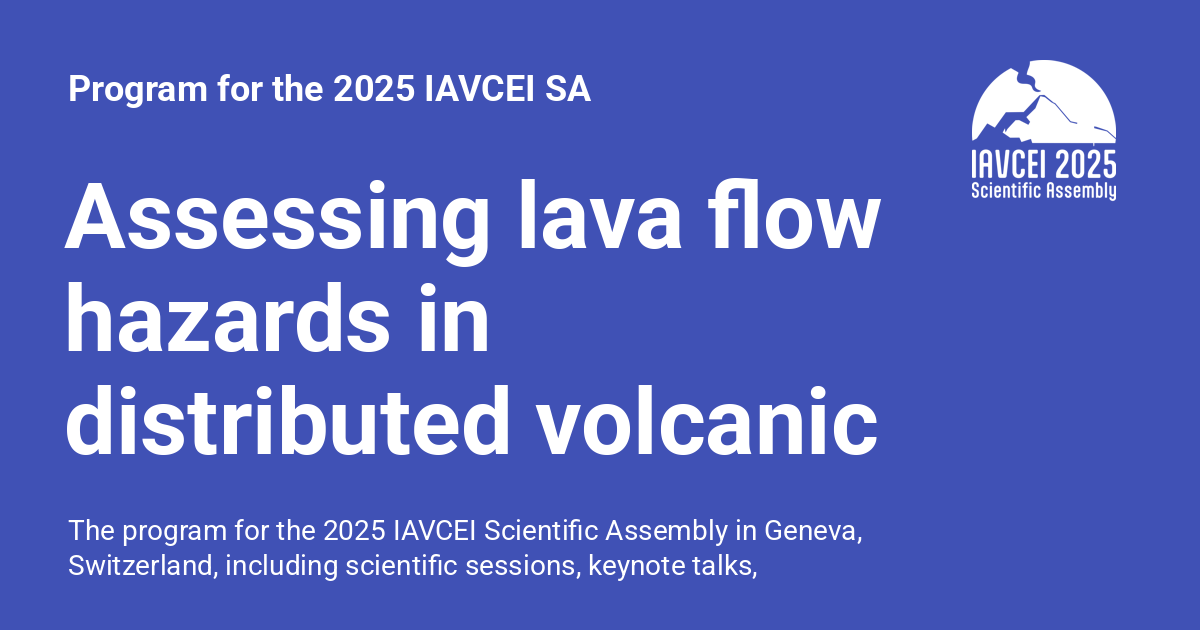 Program for the 2025 IAVCEI SA
IAVCEI 2025
Scientific Assembly
Assessing lava flow
hazards in
distributed volcanic
The program for the 2025 IAVCEI Scientific Assembly in Geneva,
Switzerland, including scientific sessions, keynote talks,